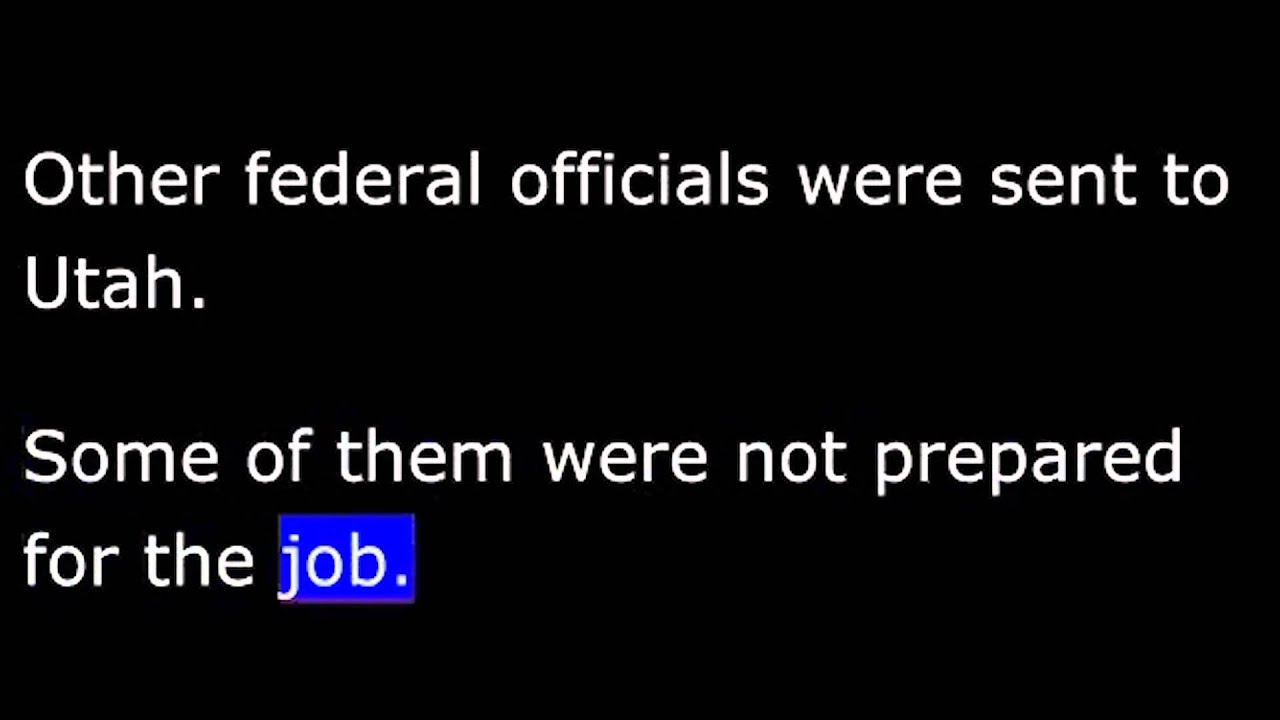 Other federal officials were sent to
Utah.
Some of them were not prepared
for the job.